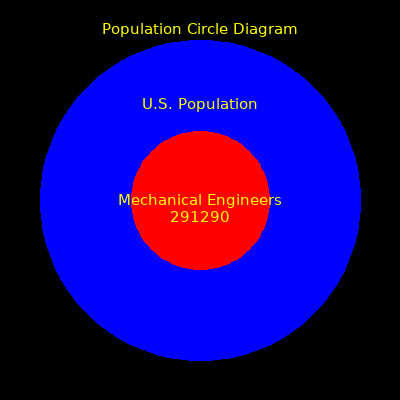 Population Circle Diagram
U.S. Population
Mechanical Engineers
291290